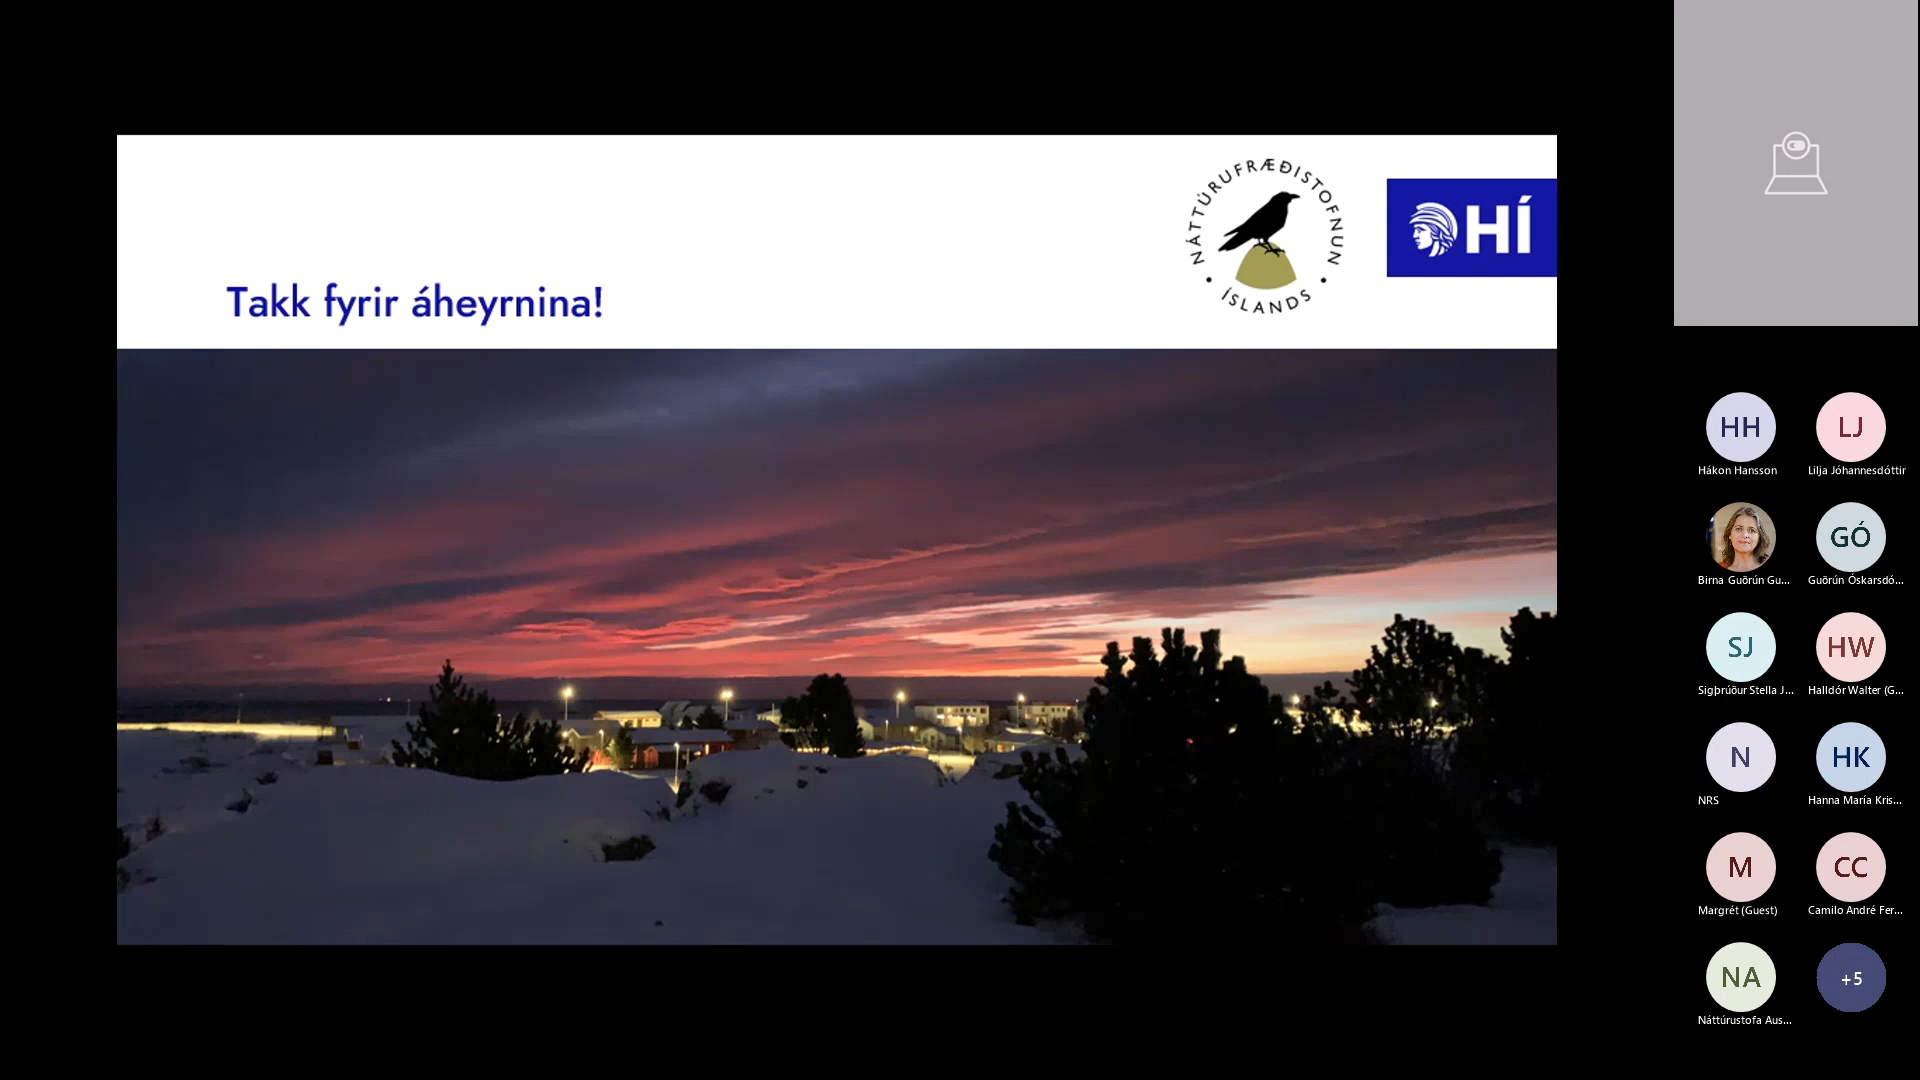 NÁTTÚRUFRÆÐISTOFNUN
• ÍSLANDS •
HÍ
Takk fyrir áheyrnina!
HH
Hákon Hansson
LJ
Lilja Jóhannesdóttir
Birna Guðrún Gu...
GÓ
Guðrún Óskarsdó...
SJ
Sigþrúður Stella J...
HW
Halldór Walter (G...
N
NRS
HK
Hanna María Kris...
M
Margrét (Guest)
CC
Camilo André Fer...
NA
Náttúrustofa Aus...
+5